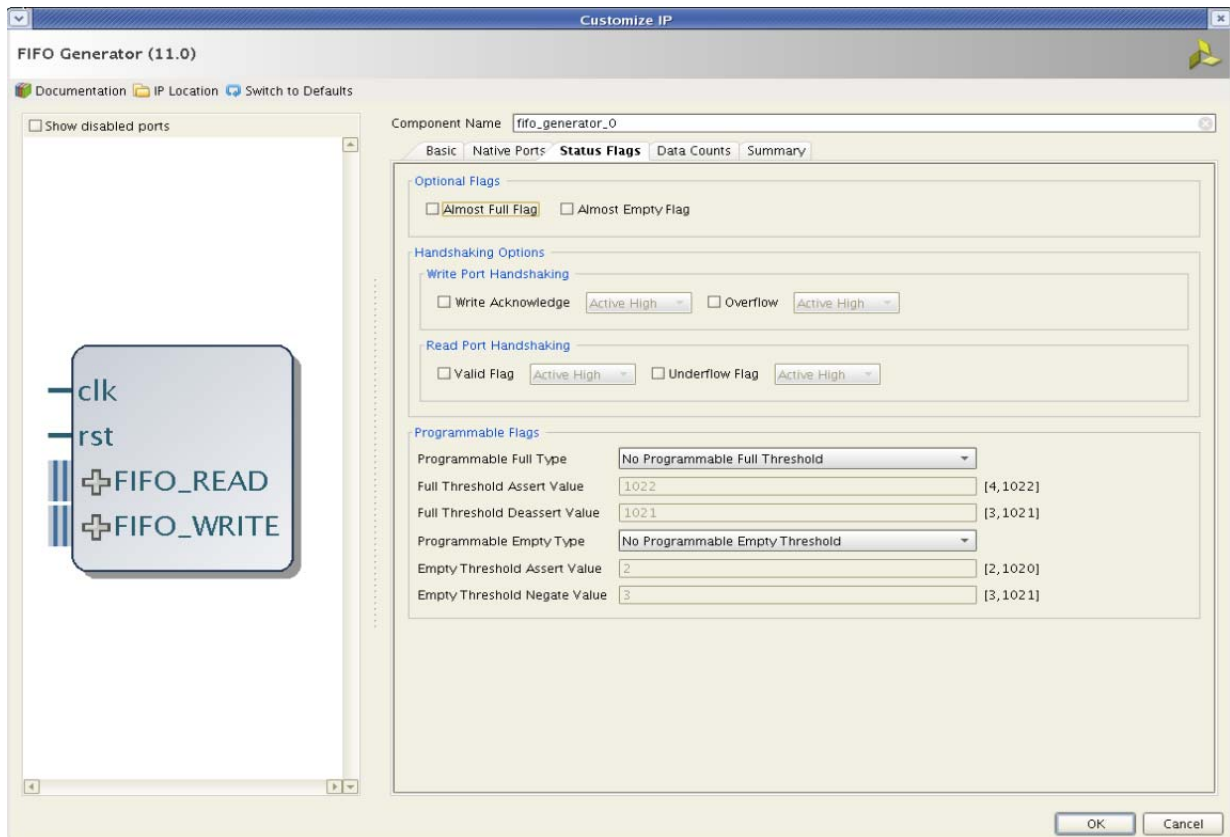 Customize IP
FIFO Generator (11.0)
Documentation IP Location Switch to Defaults
Show disabled ports
clk
rst
FIFO_READ
FIFO_WRITE
Component Name fifo_generator_0
Basic Native Ports Status Flags Data Counts Summary
Optional Flags
Almost Full Flag Almost Empty Flag
Handshaking Options
Write Port Handshaking
Write Acknowledge Active High Overflow Active High
Read Port Handshaking
Valid Flag Active High Underflow Flag Active High
Programmable Flags
Programmable Full Type No Programmable Full Threshold
Full Threshold Assert Value 1022 [4,1022]
Full Threshold Deassert Value 1021 [3,1021]
Programmable Empty Type No Programmable Empty Threshold
Empty Threshold Assert Value 2 [2,1020]
Empty Threshold Negate Value 3 [3,1021]
OK Cancel